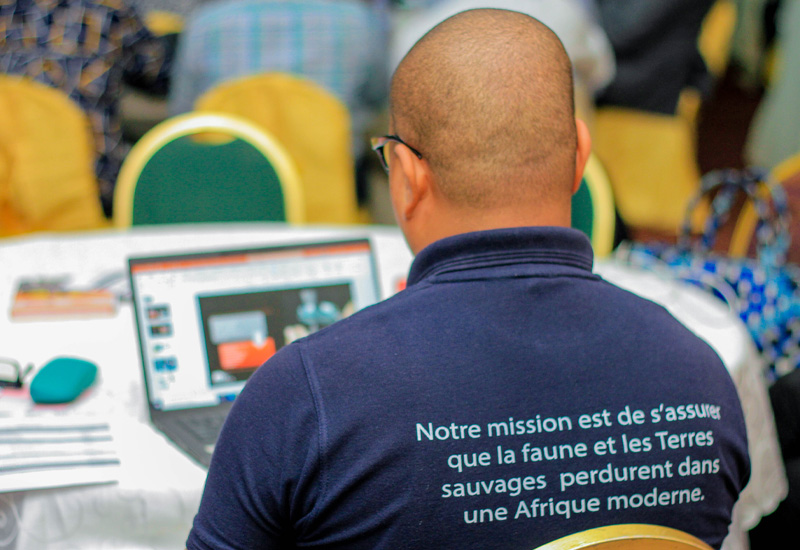 Notre mission est de s'assurer
que la faune et les Terres
sauvages perdurent dans
une Afrique moderne.